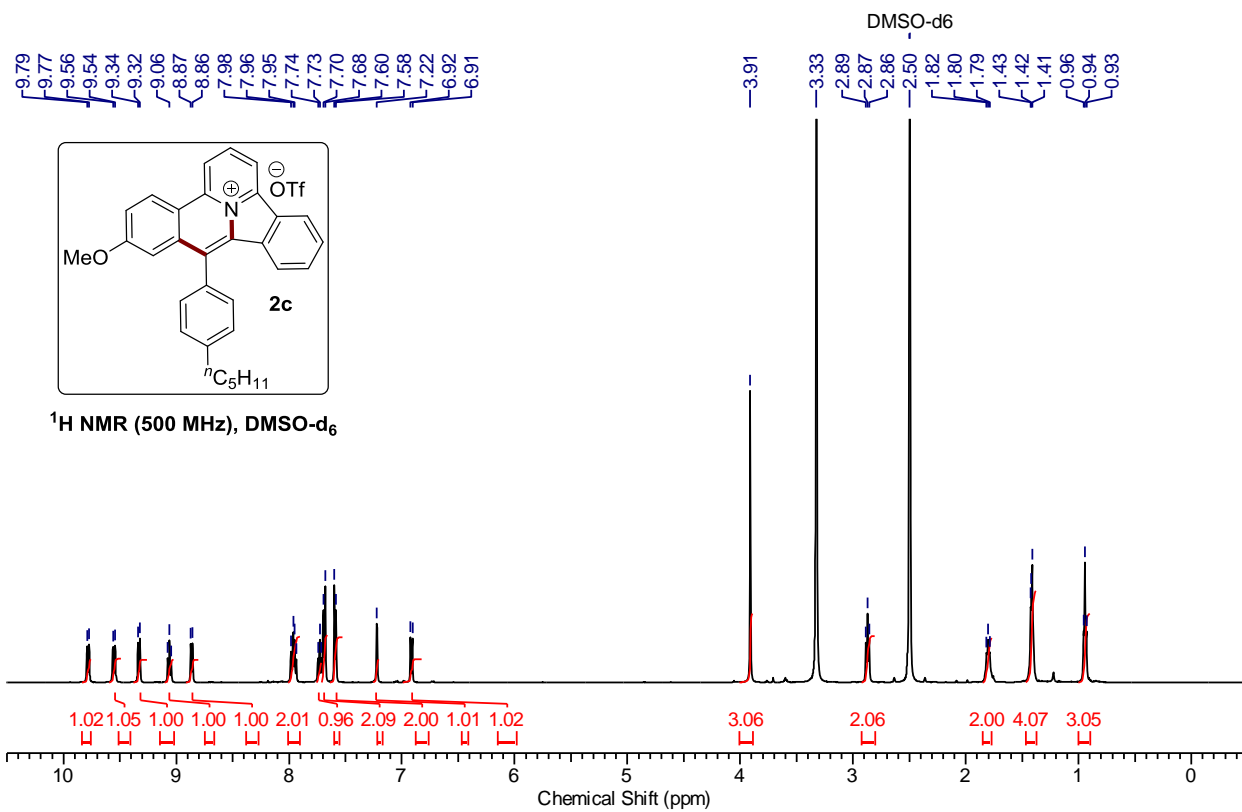 DMSO-d6
9.79 9.77 9.56 9.54 9.34 9.32 9.06 8.87 8.86 7.98 7.96 7.95 7.74 7.73 7.70 7.68 7.60 7.58 7.22 6.92 6.91 3.91 3.33 2.89 2.87 2.86 2.50 1.82 1.80 1.79 1.43 1.42 1.41 0.96 0.94 0.93
⊖
OTf
⊕
N
MeO
2c
ⁿC₅H₁₁
¹H NMR (500 MHz), DMSO-d₆
1.02 1.05 1.00 1.00 1.00 2.01 0.96 2.09 2.00 1.01 1.02 3.06 2.06 2.00 4.07 3.05
10 9 8 7 6 5 4 3 2 1 0
Chemical Shift (ppm)